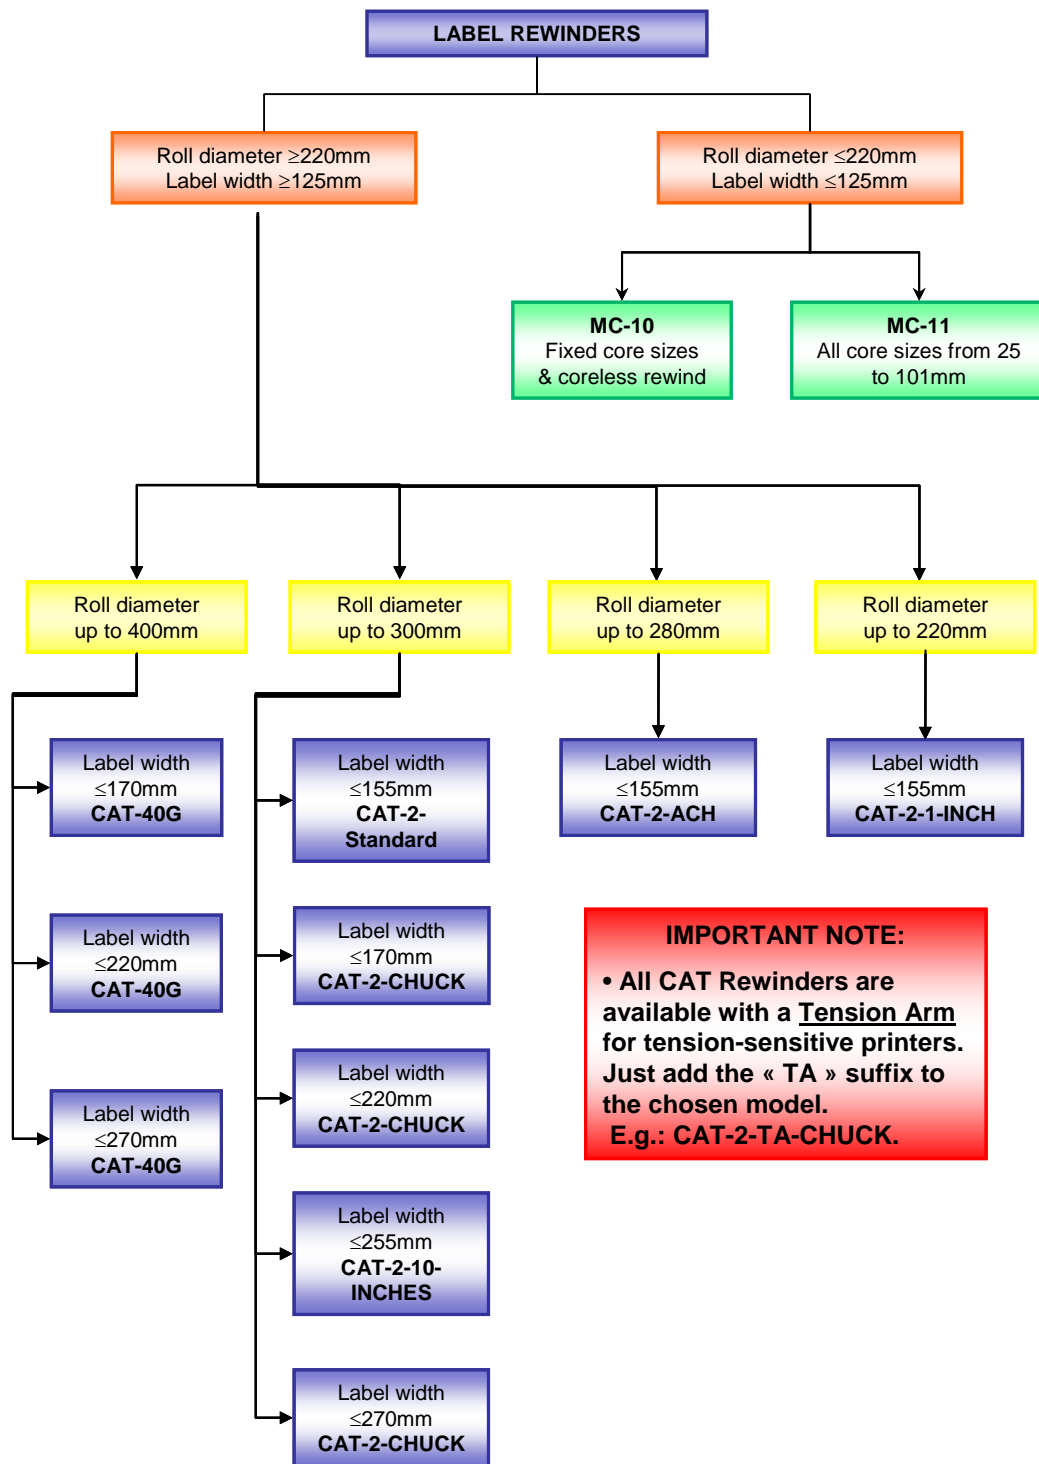 LABEL REWINDERS
Roll diameter ≥220mm
Label width ≥125mm
Roll diameter ≤220mm
Label width ≤125mm
MC-10
Fixed core sizes
& coreless rewind
MC-11
All core sizes from 25
to 101mm
Roll diameter
up to 400mm
Roll diameter
up to 300mm
Roll diameter
up to 280mm
Roll diameter
up to 220mm
Label width
≤170mm
CAT-40G
Label width
≤220mm
CAT-40G
Label width
≤270mm
CAT-40G
Label width
≤155mm
CAT-2-
Standard
Label width
≤170mm
CAT-2-CHUCK
Label width
≤220mm
CAT-2-CHUCK
Label width
≤255mm
CAT-2-10-
INCHES
Label width
≤270mm
CAT-2-CHUCK
Label width
≤155mm
CAT-2-ACH
Label width
≤155mm
CAT-2-1-INCH
IMPORTANT NOTE:
• All CAT Rewinders are
available with a Tension Arm
for tension-sensitive printers.
Just add the « TA » suffix to
the chosen model.
E.g.: CAT-2-TA-CHUCK.